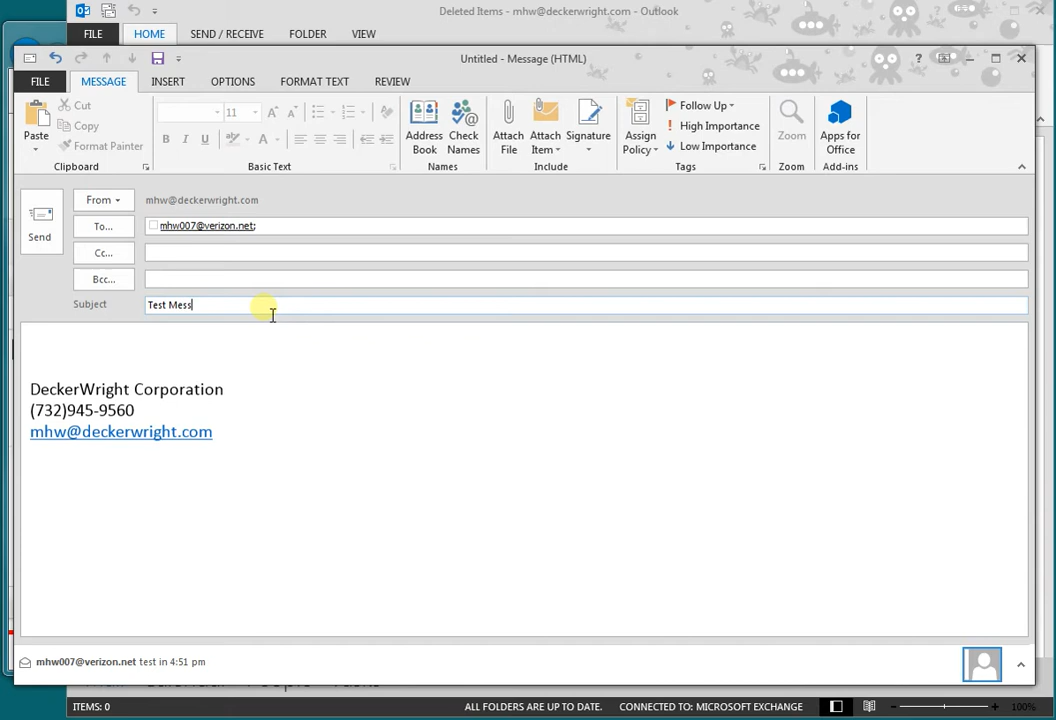 Deleted Items - mhw@deckerwright.com - Outlook
FILE HOME SEND / RECEIVE FOLDER VIEW
Untitled - Message (HTML)
FILE MESSAGE INSERT OPTIONS FORMAT TEXT REVIEW
Paste
Cut
Copy
Format Painter
Clipboard
11
B I U
Basic Text
Address Book
Check Names
Names
Attach File
Attach Item
Signature
Include
Assign Policy
Follow Up
High Importance
Low Importance
Tags
Zoom
Zoom
Apps for Office
Add-ins
Send
From mhw@deckerwright.com
To... mhw007@verizon.net;
Cc...
Bcc...
Subject Test Mess
DeckerWright Corporation
(732)945-9560
mhw@deckerwright.com
mhw007@verizon.net test in 4:51 pm
ITEMS: 0 ALL FOLDERS ARE UP TO DATE. CONNECTED TO: MICROSOFT EXCHANGE 100%